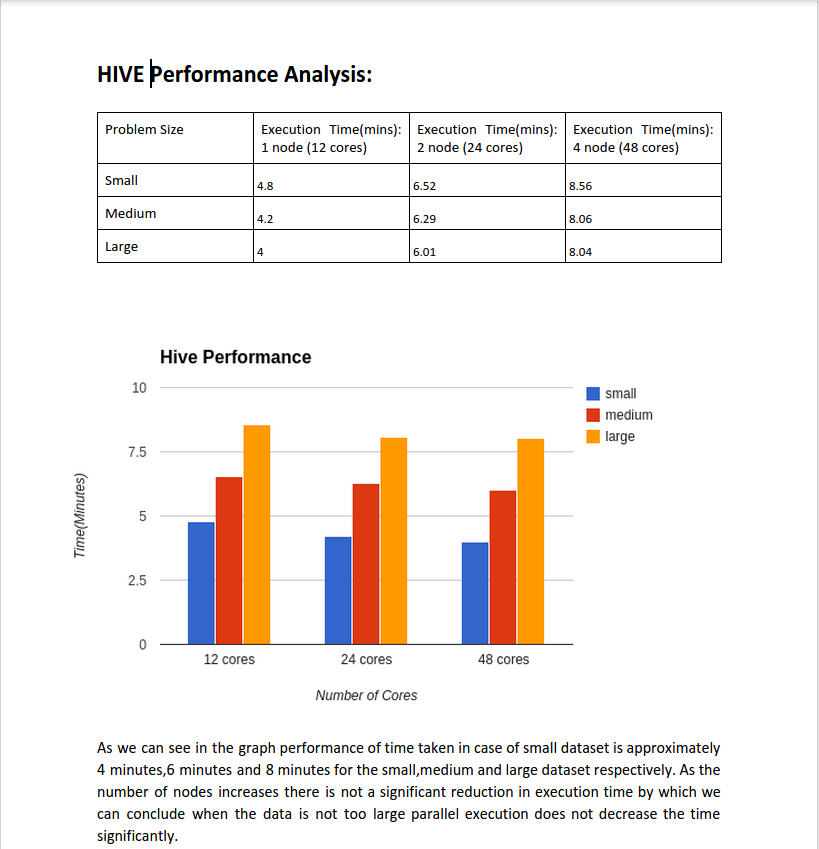 HIVE Performance Analysis:
Problem Size
Execution Time(mins):
1 node (12 cores)
Execution Time(mins):
2 node (24 cores)
Execution Time(mins):
4 node (48 cores)
Small 4.8 6.52 8.56
Medium 4.2 6.29 8.06
Large 4 6.01 8.04
Hive Performance
10
7.5
5
2.5
0
Time(Minutes)
12 cores 24 cores 48 cores
Number of Cores
small
medium
large
As we can see in the graph performance of time taken in case of small dataset is approximately
4 minutes,6 minutes and 8 minutes for the small,medium and large dataset respectively. As the
number of nodes increases there is not a significant reduction in execution time by which we
can conclude when the data is not too large parallel execution does not decrease the time
significantly.